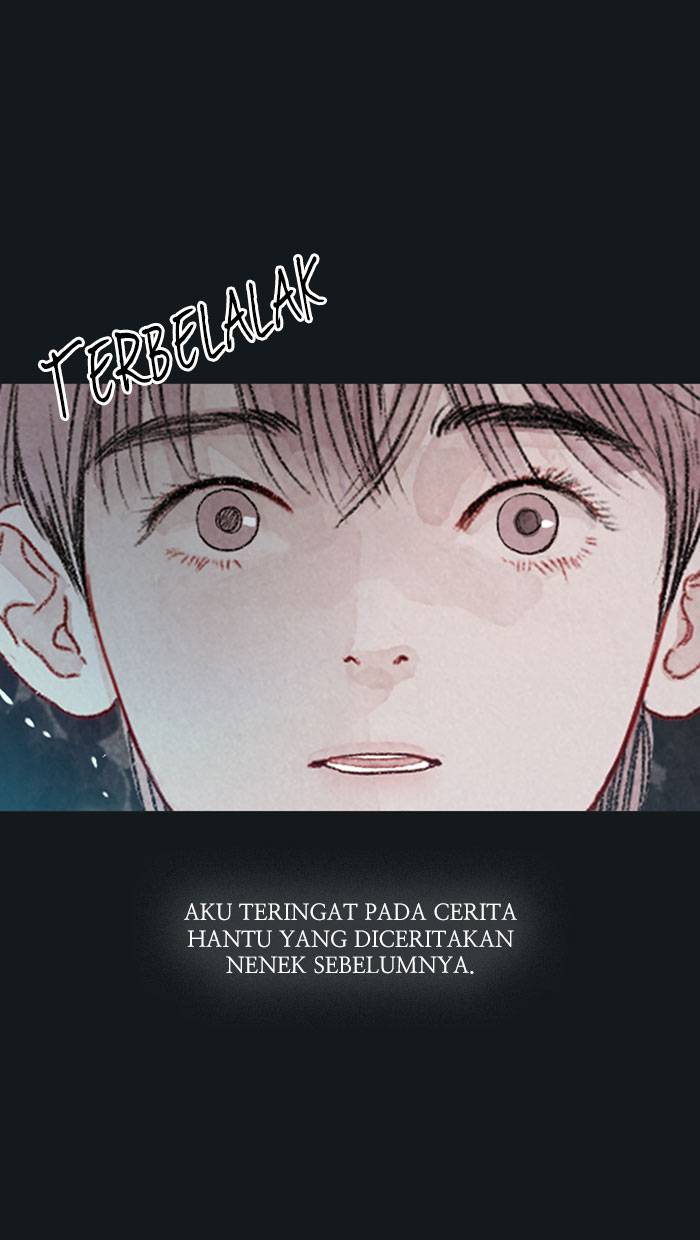 TERBELALAK
AKU TERINGAT PADA CERITA
HANTU YANG DICERITAKAN
NENEK SEBELUMNYA.